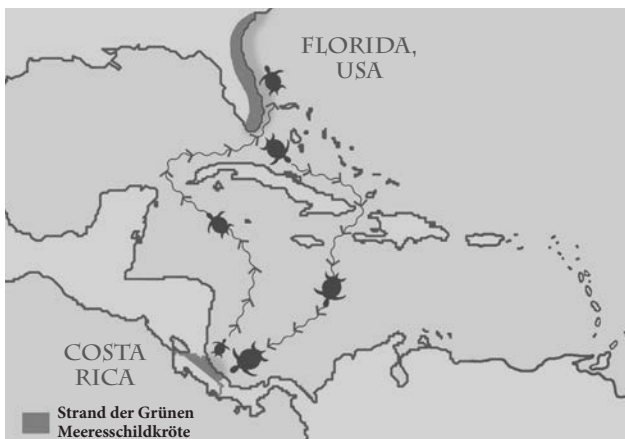 FLORIDA,
USA
COSTA
RICA
Strand der Grünen
Meeresschildkröte